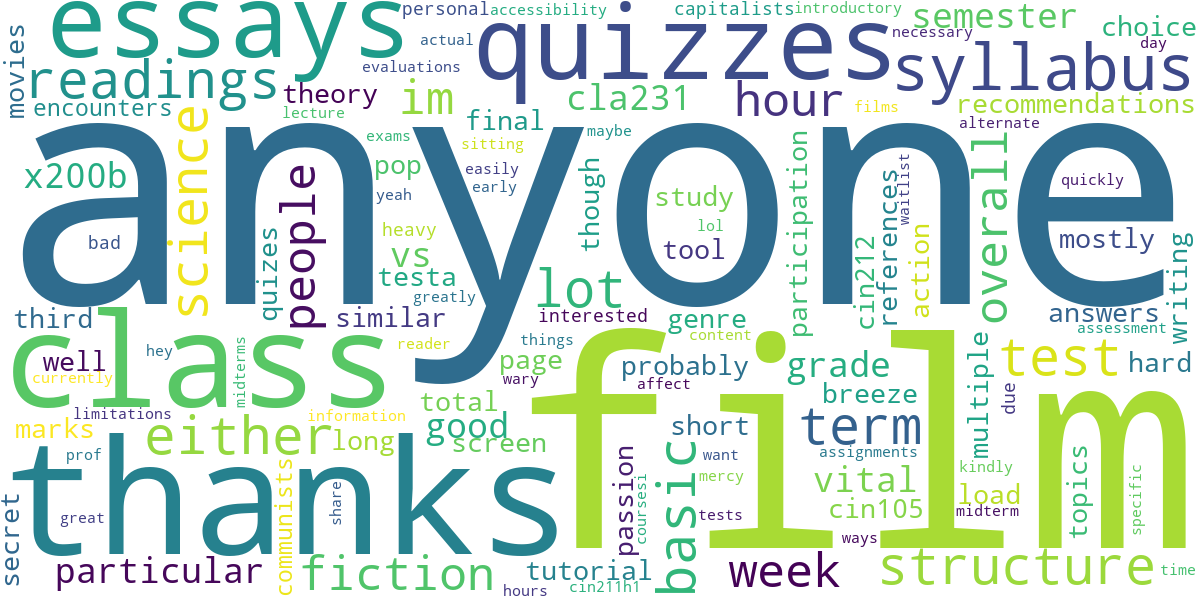 personal
accessibility
capitalists
introductory
essays
quizzes
semester
choice
movies
actual
necessary
day
readings
evaluations
syllabus
theory
im
cla231
hour
films
recommendations
encounters
lecture
final
maybe
alternate
anyone
science
exams
sitting
pop
easily
x200b
people
yeah
early
though
study
participation
references
waitlist
overall
quickly
bad
quizes
heavy
vs
lol
tool
cin212
action
mostly
writing
testa
greatly
lot
third
similar
interested
genre
answers
assessment
class
hey
midterms
reader
things
content
film
well
currently
page
wary
probably
affect
grade
breeze
multiple
test
hard
due
limitations
information
total
marks
either
long
good
screen
short
term
prof
thanks
want
assignments
passion
coursesi
basic
mercy
vital
kindly
load
topics
specific
secret
great
communists
share
tests
cin105
midterm
ways
particular
fiction
tutorial
week
structure
time
hours
cin211h1